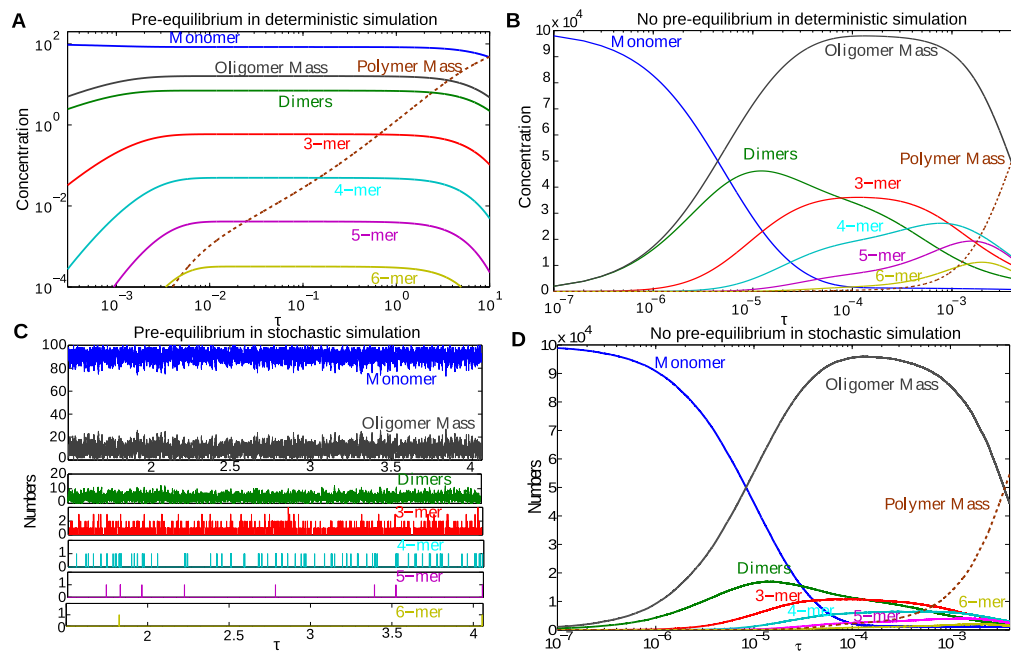 A
Pre-equilibrium in deterministic simulation
10^2
10^0
10^-2
10^-4
Concentration
Monomer
Oligomer Mass
Polymer Mass
Dimers
3-mer
4-mer
5-mer
6-mer
10^-3
10^-2
10^-1
10^0
10^1
τ
B
No pre-equilibrium in deterministic simulation
10 x 10^4
9
8
7
6
5
4
3
2
1
0
Concentration
Monomer
Oligomer Mass
Polymer Mass
Dimers
3-mer
4-mer
5-mer
6-mer
10^-7
10^-6
10^-5
10^-4
10^-3
τ
C
Pre-equilibrium in stochastic simulation
100
80
60
40
20
0
Monomer
Oligomer Mass
2
2.5
3
3.5
4
Numbers
20
10
0
Dimers
2
1
0
3-mer
1
0
4-mer
1
0
5-mer
1
0
6-mer
2
2.5
3
3.5
4
τ
D
No pre-equilibrium in stochastic simulation
10 x 10^4
8
6
4
2
0
Numbers
Monomer
Oligomer Mass
Polymer Mass
Dimers
3-mer
4-mer
5-mer
6-mer
10^-7
10^-6
10^-5
10^-4
10^-3
τ